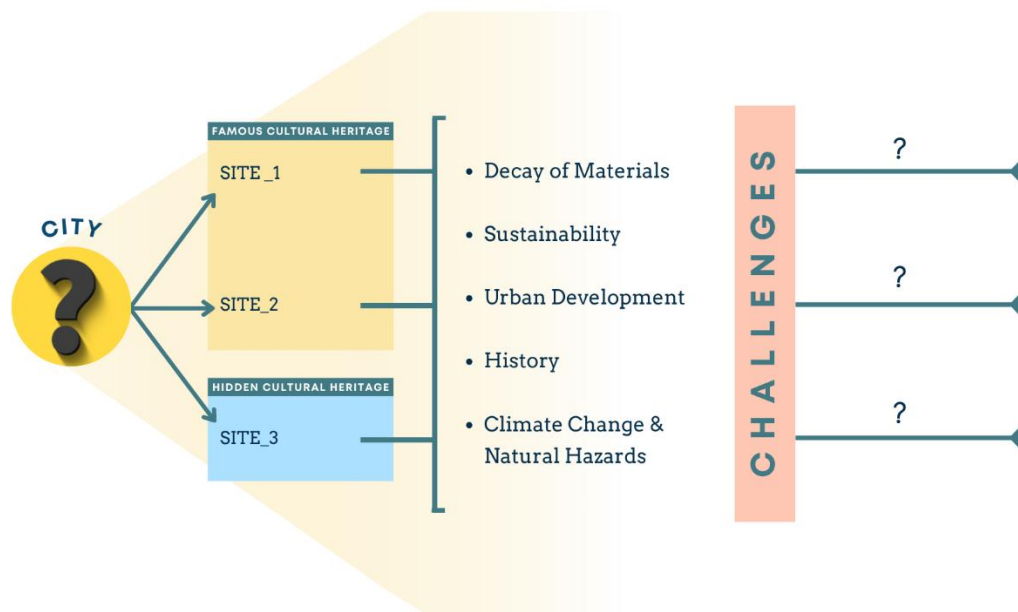 CITY
?
FAMOUS CULTURAL HERITAGE
SITE_1
SITE_2
HIDDEN CULTURAL HERITAGE
SITE_3
• Decay of Materials
• Sustainability
• Urban Development
• History
• Climate Change &
Natural Hazards
CHALLENGES
?
?
?